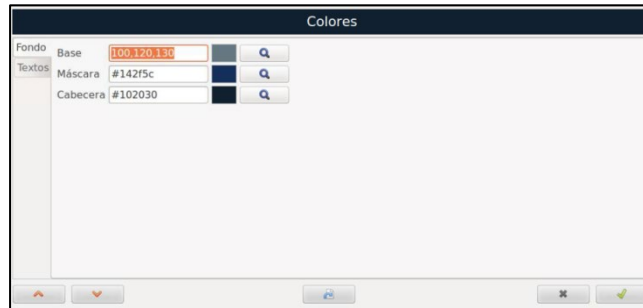 Colores
Fondo
Textos
Base 100,120,130
Máscara #142f5c
Cabecera #102030